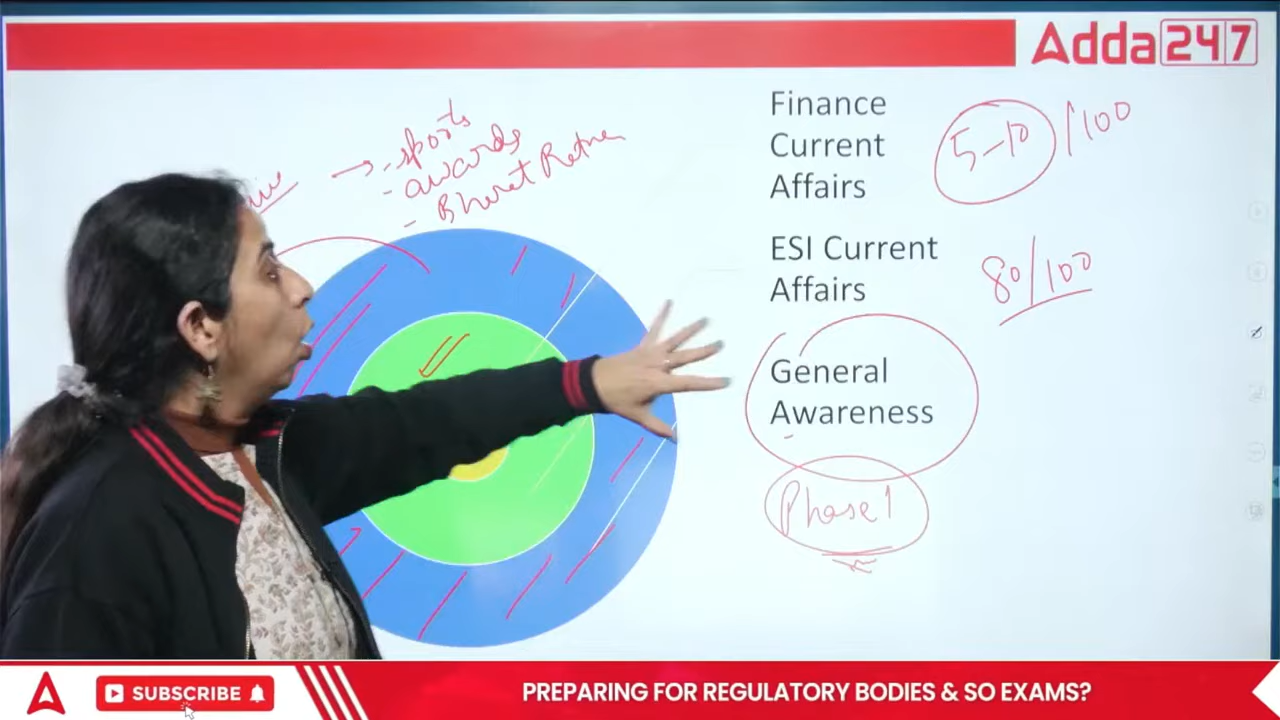 Adda247
- sports
- awards
- Bharat Ratna
Finance
Current
Affairs
5-10/100
ESI Current
Affairs
80/100
General
Awareness
Phase 1
SUBSCRIBE
PREPARING FOR REGULATORY BODIES & SO EXAMS?